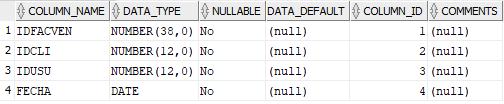 COLUMN_NAME DATA_TYPE NULLABLE DATA_DEFAULT COLUMN_ID COMMENTS
1 IDFACVEN NUMBER(38,0) No (null) 1 (null)
2 IDCLI NUMBER(12,0) No (null) 2 (null)
3 IDUSU NUMBER(12,0) No (null) 3 (null)
4 FECHA DATE No (null) 4 (null)